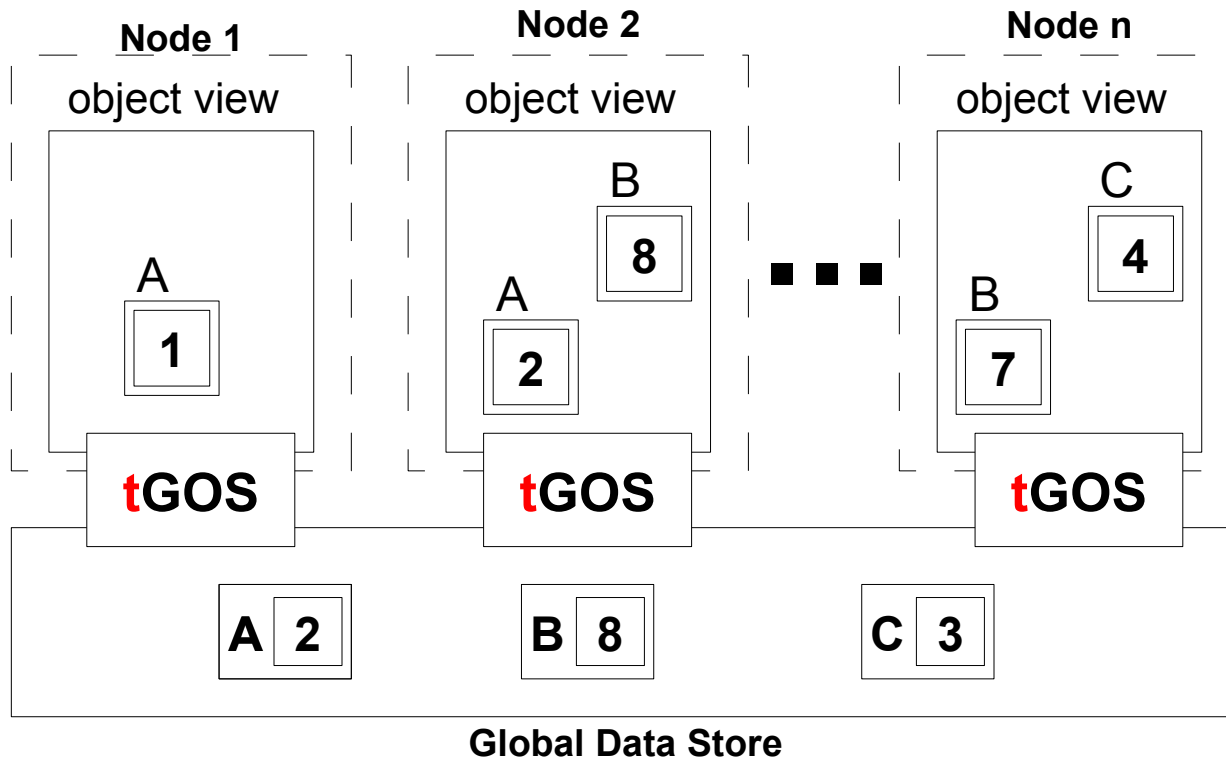 Node 1
Node 2
Node n
object view
object view
object view
A
1
B
8
A
2
C
4
B
7
tGOS
tGOS
tGOS
A 2
B 8
C 3
Global Data Store